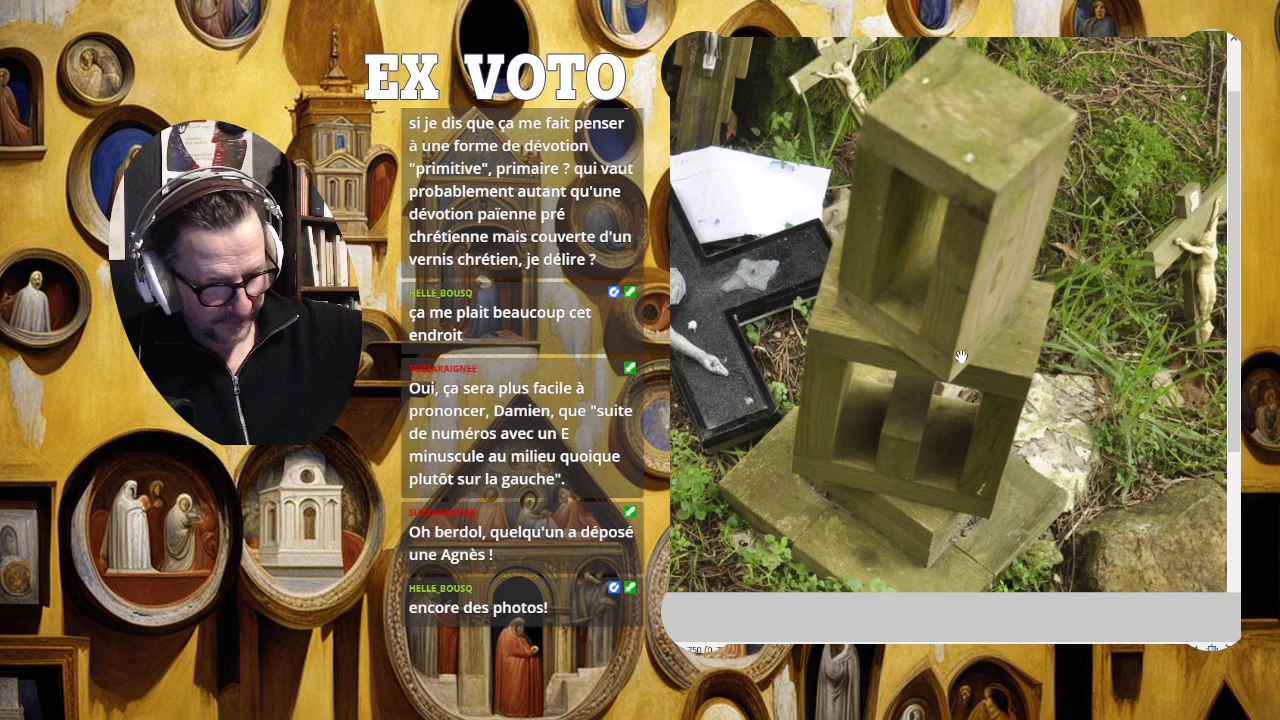 EX VOTO
si je dis que ça me fait penser
à une forme de dévotion
"primitive", primaire ? qui vaut
probablement autant qu'une
dévotion païenne pré
chrétienne mais couverte d'un
vernis chrétien, je délire ?
HELLE_BOUSQ
ça me plait beaucoup cet
endroit
SUZEARAIGNEE
Oui, ça sera plus facile à
prononcer, Damien, que "suite
de numéros avec un E
minuscule au milieu quoique
plutôt sur la gauche".
Oh berdol, quelqu'un a déposé
une Agnès !
HELLE_BOUSQ
encore des photos!